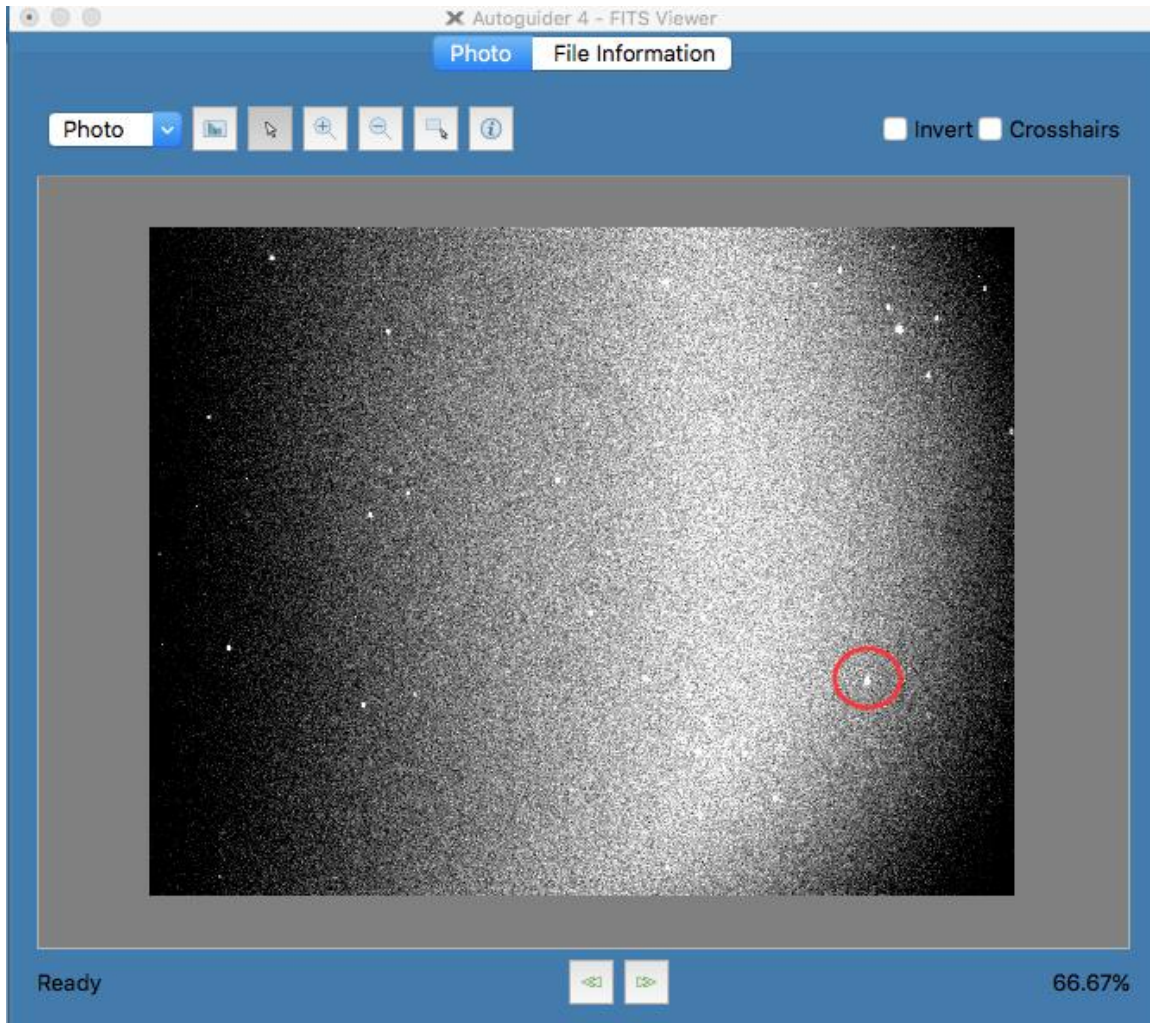 Autoguider 4 - FITS Viewer
Photo File Information
Photo Invert Crosshairs
Ready 66.67%